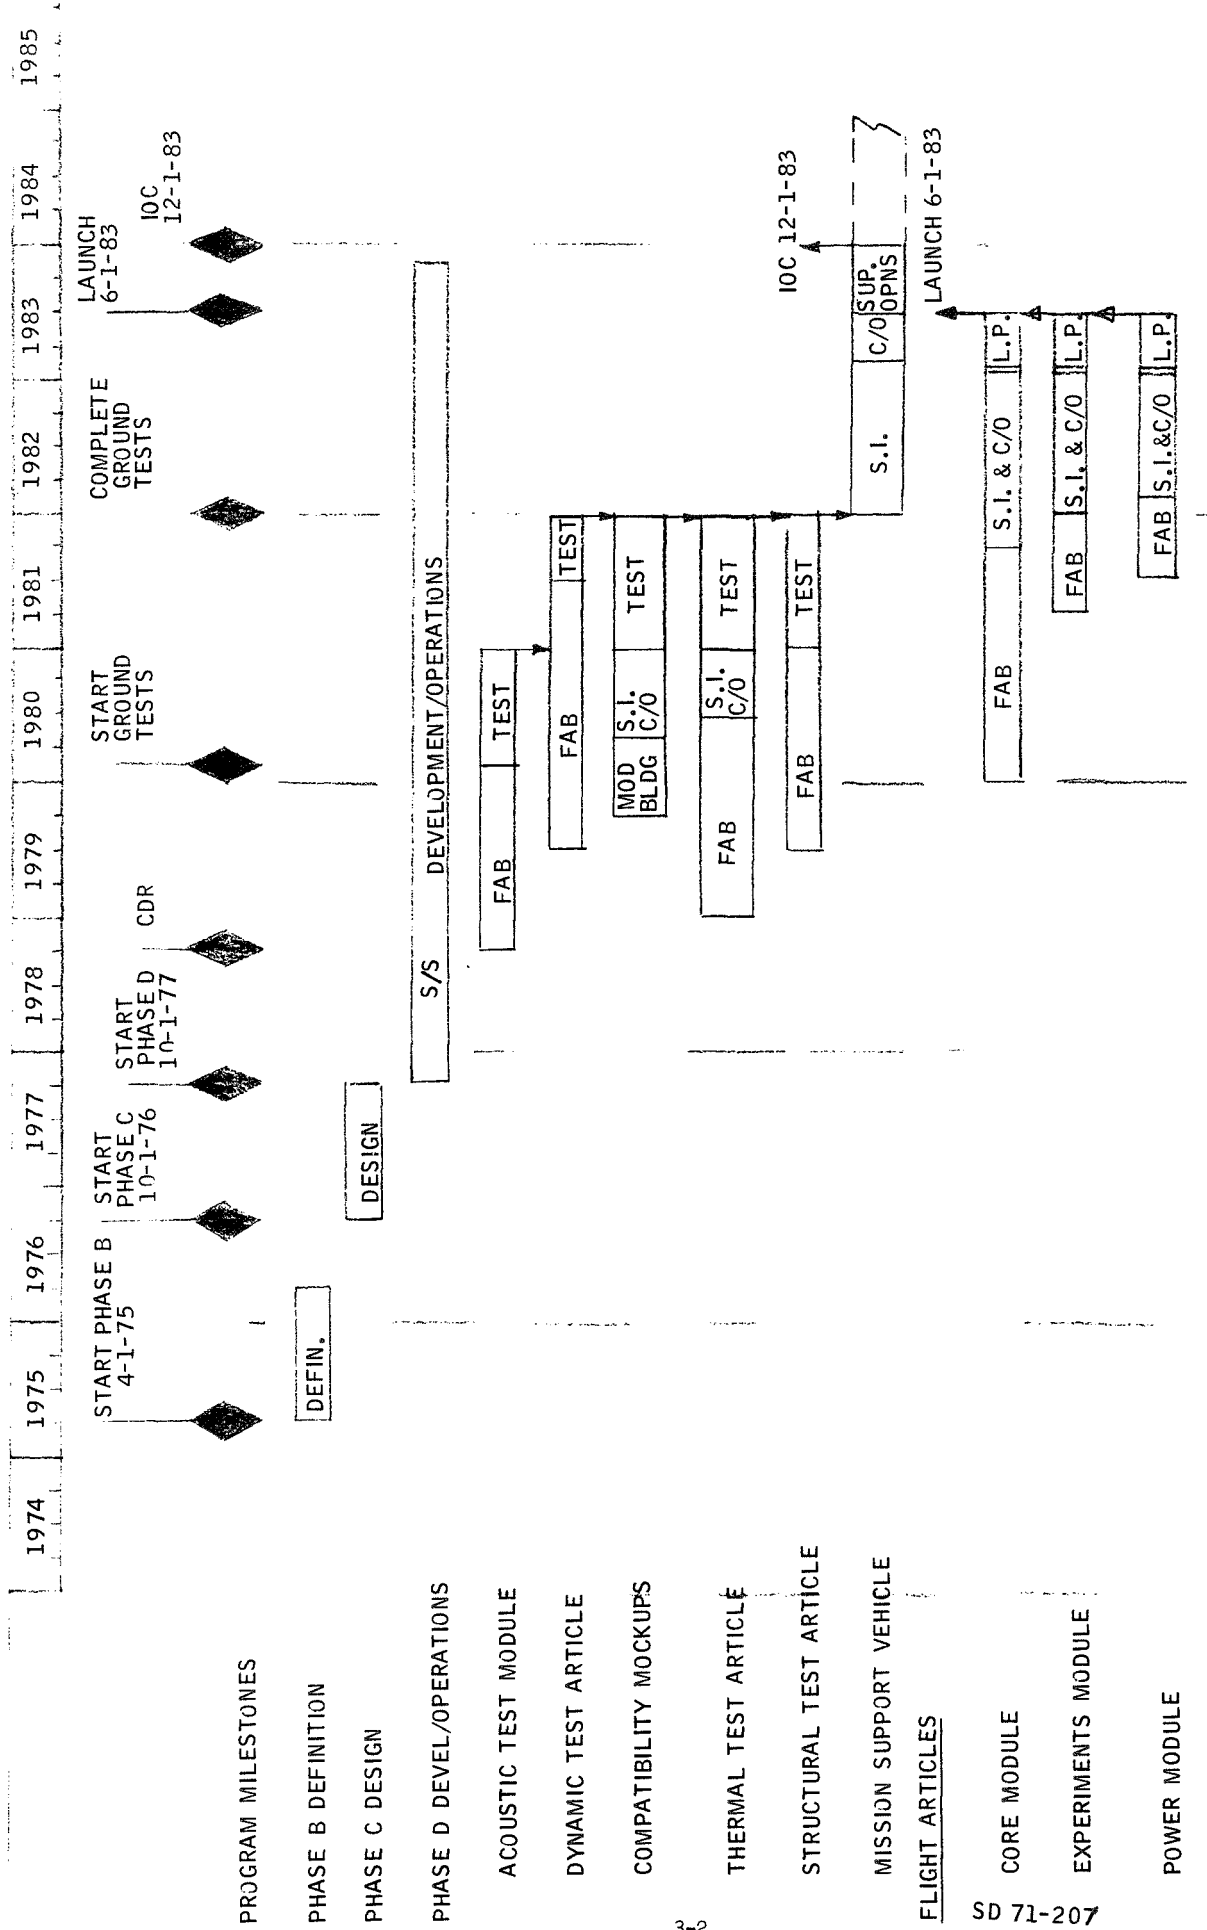 1974 1975 1976 1977 1978 1979 1980 1981 1982 1983 1984 1985
PROGRAM MILESTONES
START PHASE B
4-1-75
START
PHASE C
10-1-76
START
PHASE D
10-1-77
CDR
START
GROUND
TESTS
COMPLETE
GROUND
TESTS
LAUNCH
6-1-83
IOC
12-1-83
PHASE B DEFINITION
DEFIN.
PHASE C DESIGN
DESIGN
PHASE D DEVEL/OPERATIONS
S/S DEVELOPMENT/OPERATIONS
ACOUSTIC TEST MODULE
FAB TEST
DYNAMIC TEST ARTICLE
FAB TEST
COMPATIBILITY MOCKUPS
MOD
BLDG
S.I.
C/O
TEST
THERMAL TEST ARTICLE
FAB
S.I.
C/O
TEST
STRUCTURAL TEST ARTICLE
FAB TEST
IOC 12-1-83
MISSION SUPPORT VEHICLE
S.I. C/O
SUP.
OPNS
LAUNCH 6-1-83
FLIGHT ARTICLES
CORE MODULE
FAB S.I. & C/O L.P.
EXPERIMENTS MODULE
FAB S.I. & C/O L.P.
POWER MODULE
FAB S.I.&C/O L.P.
3-2
SD 71-207